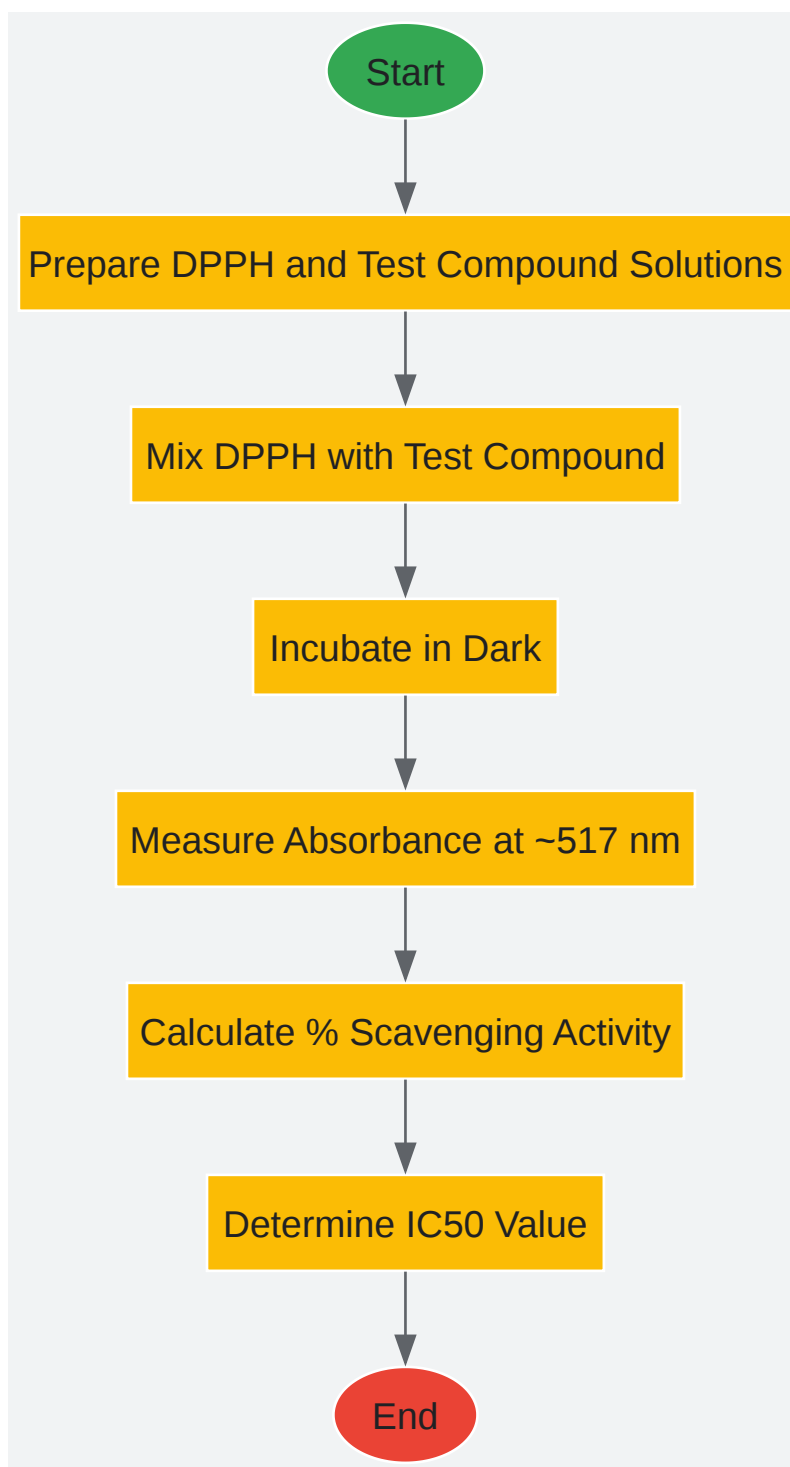 Start
Prepare DPPH and Test Compound Solutions
Mix DPPH with Test Compound
Incubate in Dark
Measure Absorbance at ~517 nm
Calculate % Scavenging Activity
Determine IC50 Value
End